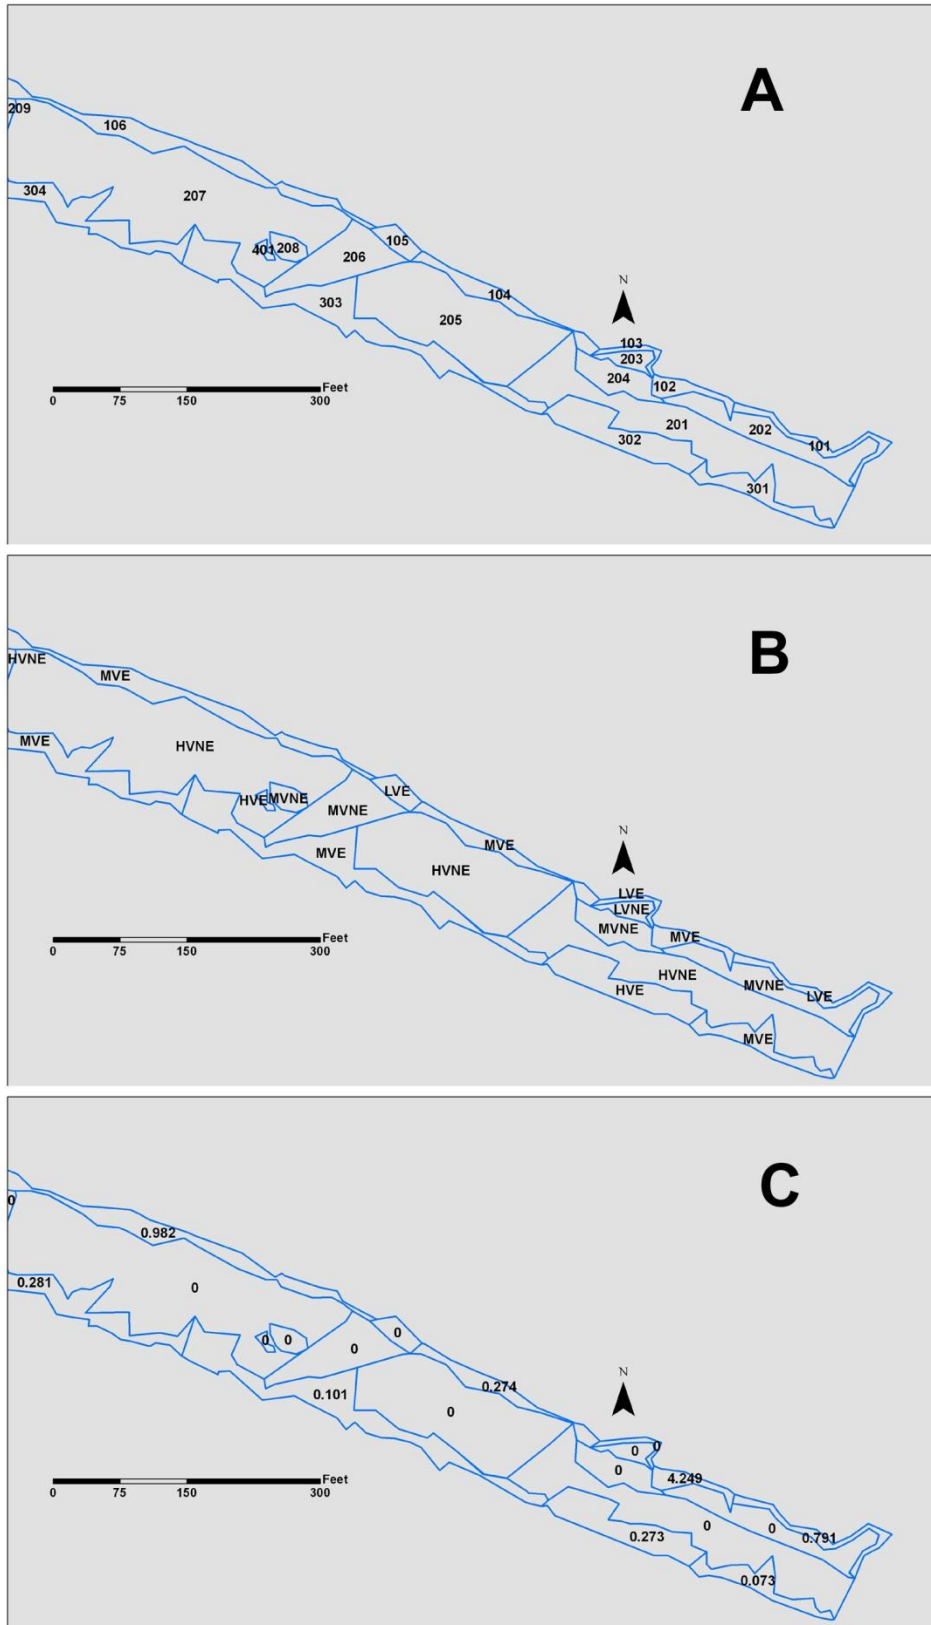 A
209
106
304
207
401
208
105
206
303
104
205
N
103
203
204
102
201
202
302
101
301
Feet
0 75 150 300
B
HVNE
MVE
MVE
HVNE
HVE
MVNE
LVE
MVNE
MVE
MVE
HVNE
N
LVE
LVNE
MVNE
MVE
HVNE
MVNE
HVE
LVE
MVE
Feet
0 75 150 300
C
0
0.982
0.281
0
0
0
0
0
0.101
0.274
0
N
0
0
0
4.249
0
0
0.273
0.791
0.073
Feet
0 75 150 300